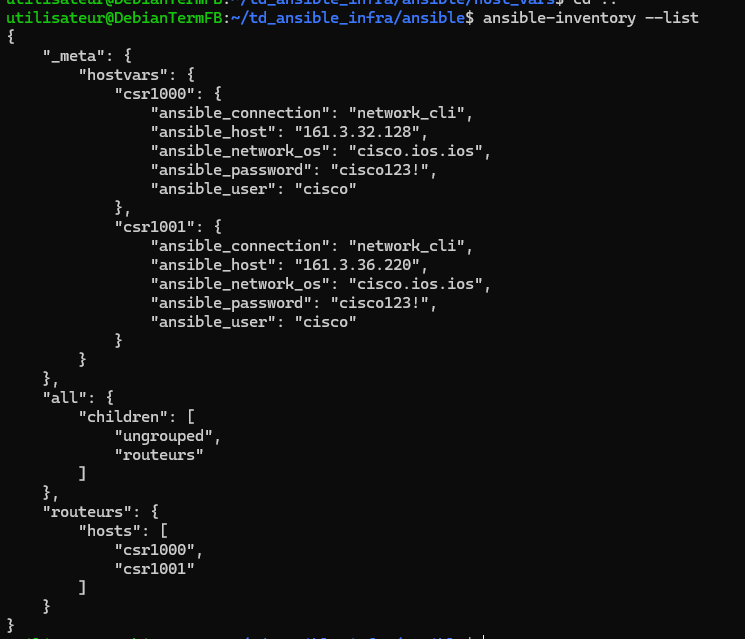 utilisateur@DebianTermFB:~/td_ansible_infra/ansible/host_vars$ cd ..
utilisateur@DebianTermFB:~/td_ansible_infra/ansible$ ansible-inventory --list
{
    "_meta": {
        "hostvars": {
            "csr1000": {
                "ansible_connection": "network_cli",
                "ansible_host": "161.3.32.128",
                "ansible_network_os": "cisco.ios.ios",
                "ansible_password": "cisco123!",
                "ansible_user": "cisco"
            },
            "csr1001": {
                "ansible_connection": "network_cli",
                "ansible_host": "161.3.36.220",
                "ansible_network_os": "cisco.ios.ios",
                "ansible_password": "cisco123!",
                "ansible_user": "cisco"
            }
        }
    },
    "all": {
        "children": [
            "ungrouped",
            "routeurs"
        ]
    },
    "routeurs": {
        "hosts": [
            "csr1000",
            "csr1001"
        ]
    }
}